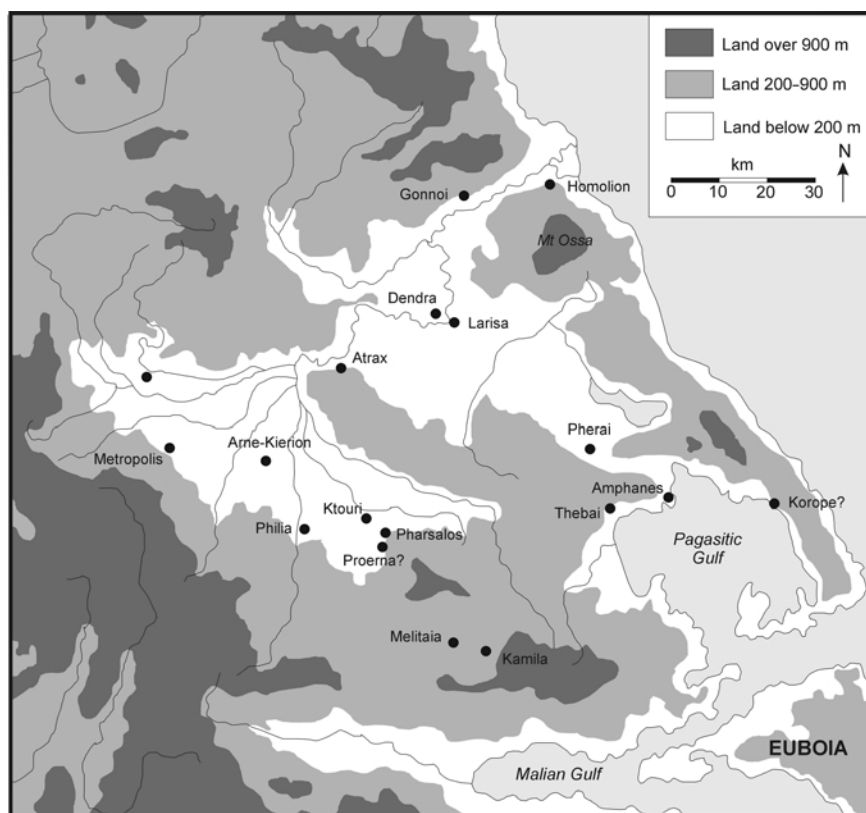 Land over 900 m
Land 200–900 m
Land below 200 m
km
N
0 10 20 30
Gonnoi
Homolion
Mt Ossa
Dendra
Larisa
Atrax
Metropolis
Arne-Kierion
Pherai
Amphanes
Korope?
Thebai
Ktouri
Philia
Pharsalos
Proerna?
Pagasitic
Gulf
Melitaia
Kamila
EUBOIA
Malian Gulf